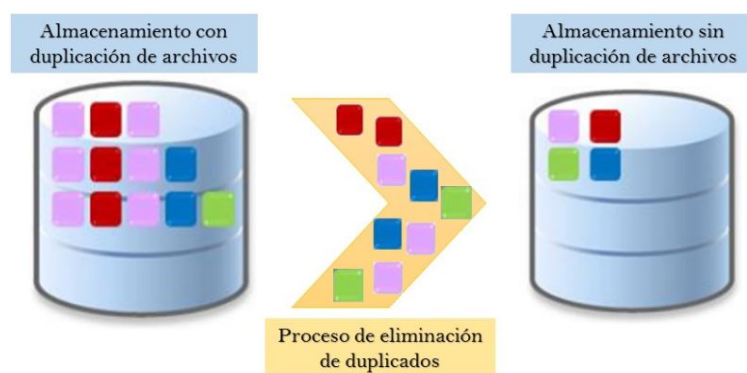 Almacenamiento con
duplicación de archivos
Almacenamiento sin
duplicación de archivos
Proceso de eliminación
de duplicados